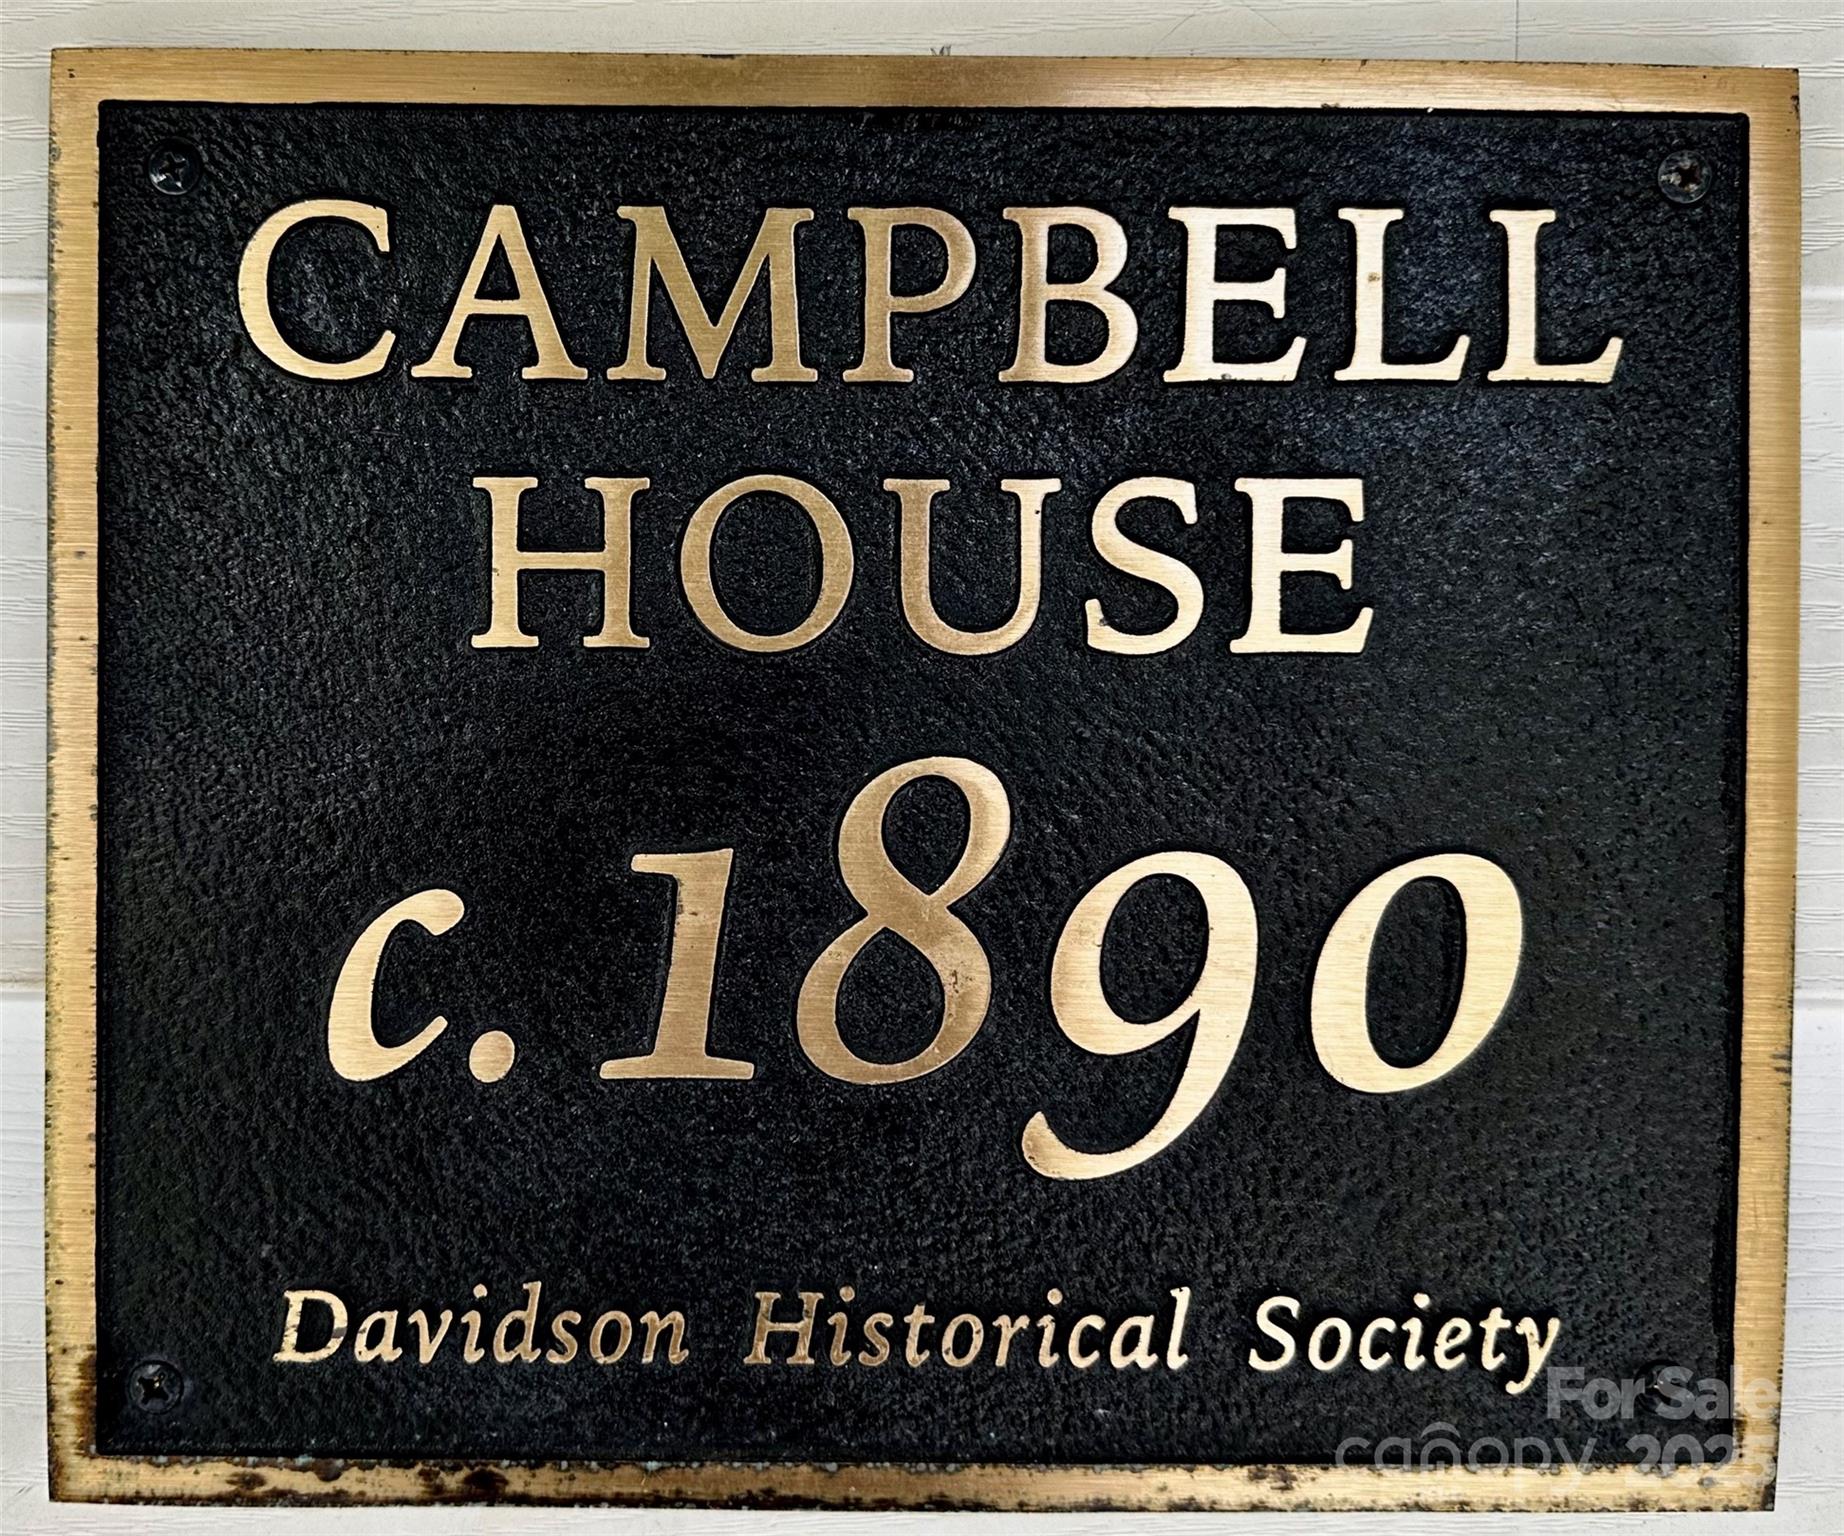 CAMPBELL
HOUSE
c. 1890
Davidson Historical Society
For Sale
canopy 2025